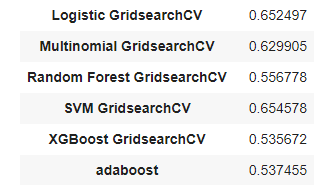 Logistic GridsearchCV 0.652497
Multinomial GridsearchCV 0.629905
Random Forest GridsearchCV 0.556778
SVM GridsearchCV 0.654578
XGBoost GridsearchCV 0.535672
adaboost 0.537455